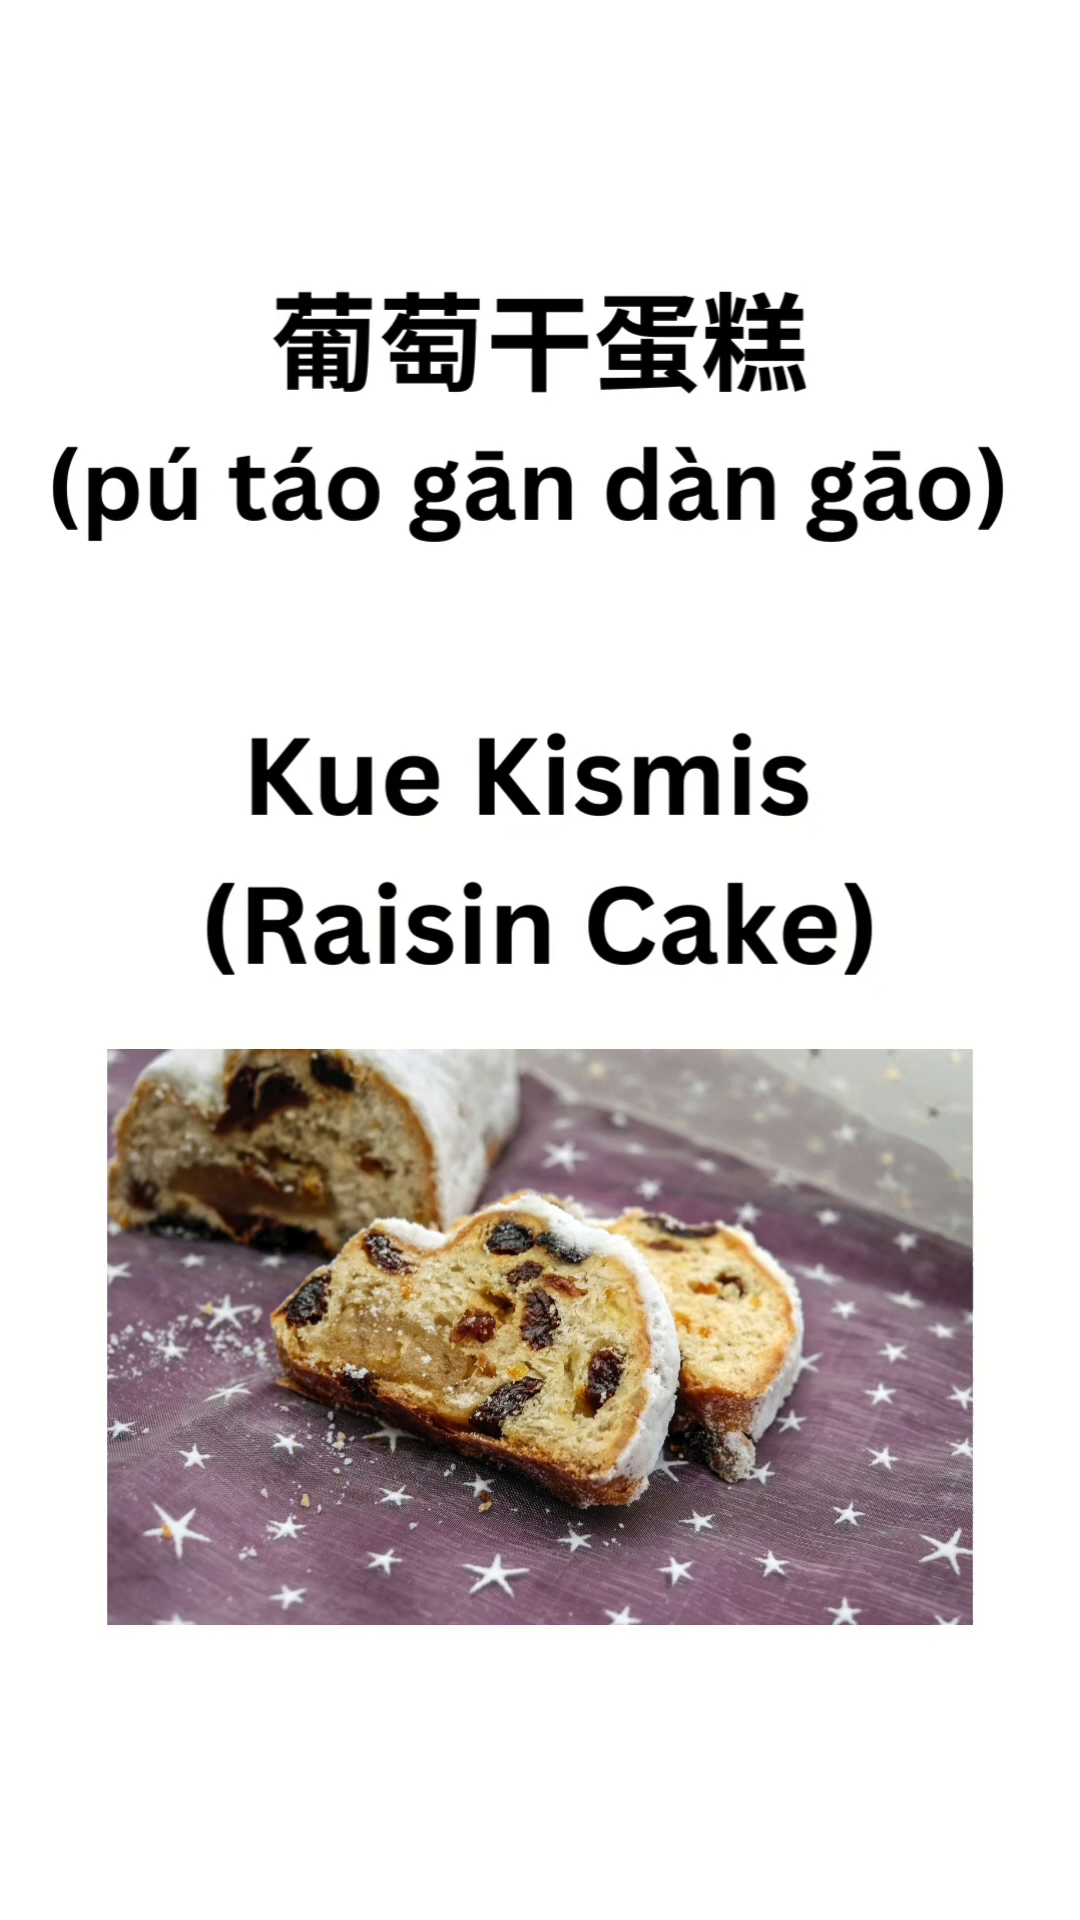 葡萄干蛋糕
(pú táo gān dàn gāo)
Kue Kismis
(Raisin Cake)